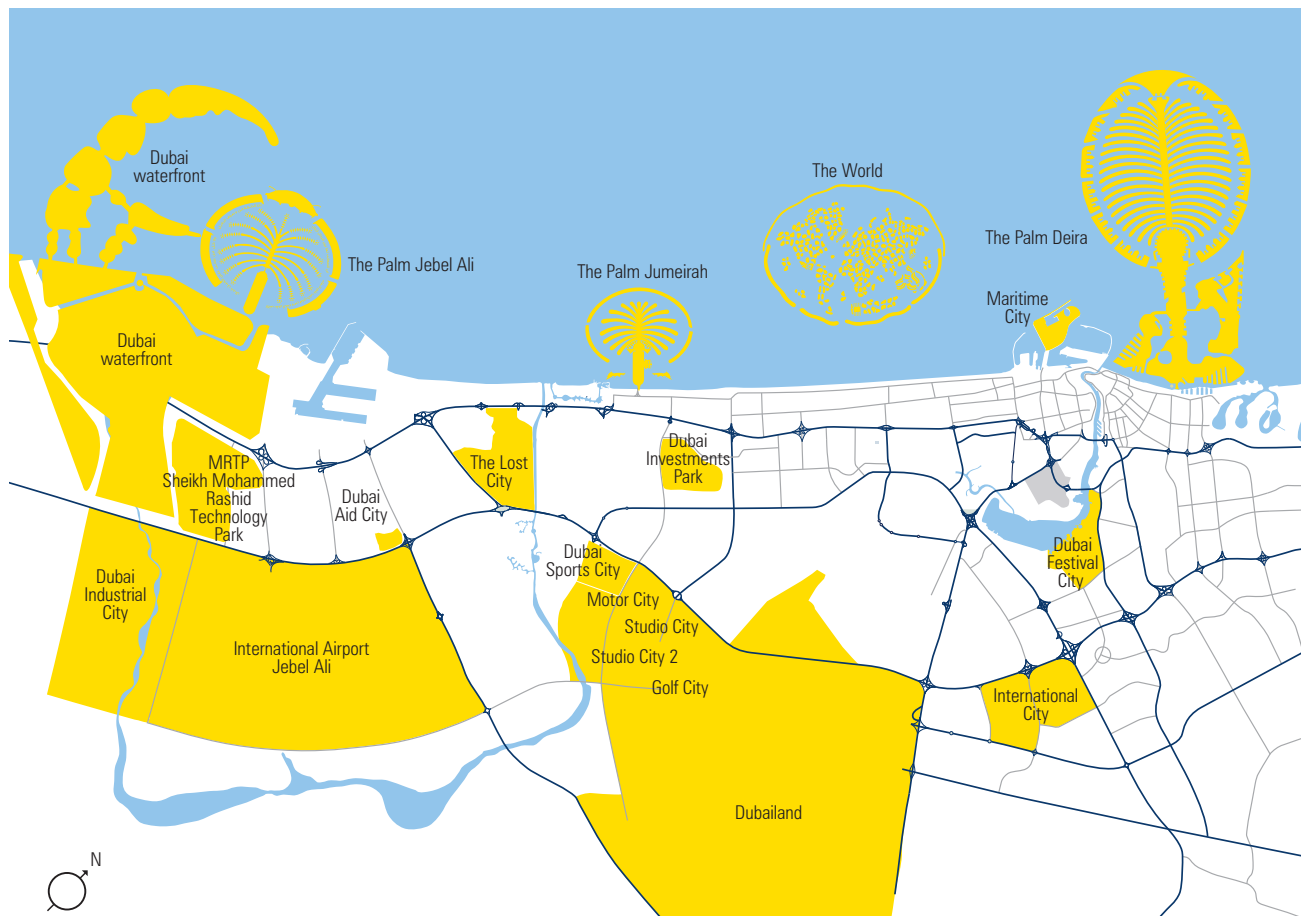 Dubai
waterfront
The World
The Palm Deira
The Palm Jebel Ali
The Palm Jumeirah
Maritime
City
Dubai
waterfront
MRTP
Sheikh Mohammed
Rashid
Technology
Park
Dubai
Aid City
The Lost
City
Dubai
Investments
Park
Dubai
Sports City
Dubai
Festival
City
Dubai
Industrial
City
Motor City
Studio City
Studio City 2
Golf City
International Airport
Jebel Ali
International
City
Dubailand
N